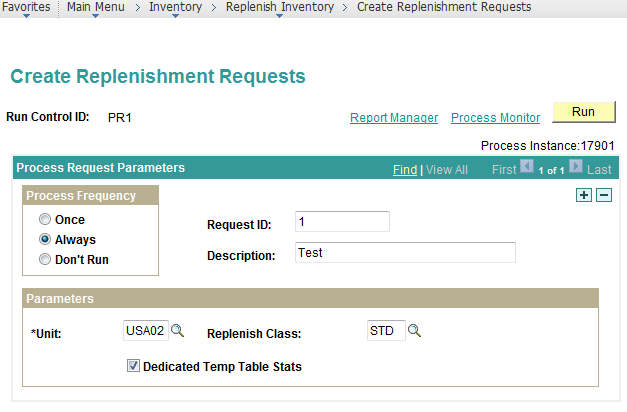 Favorites Main Menu > Inventory > Replenish Inventory > Create Replenishment Requests
Create Replenishment Requests
Run Control ID: PR1 Report Manager Process Monitor Run
Process Instance:17901
Process Request Parameters Find | View All First 1 of 1 Last
Process Frequency
Once
Always
Don't Run
Request ID: 1
Description: Test
Parameters
*Unit: USA02 Replenish Class: STD
Dedicated Temp Table Stats